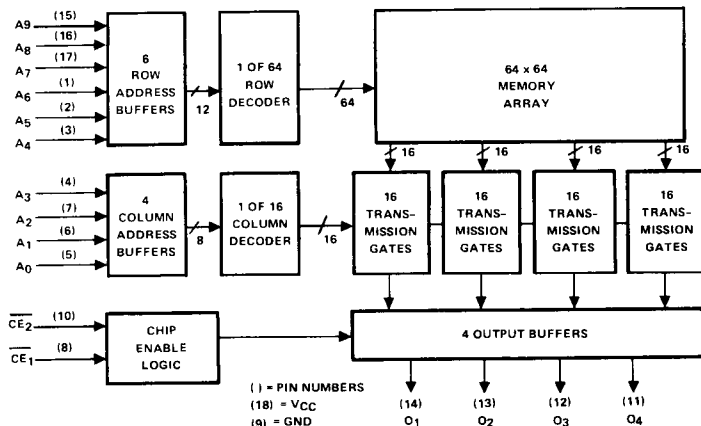 A9 (15)
A8 (16)
A7 (17)
A6 (1)
A5 (2)
A4 (3)
6
ROW
ADDRESS
BUFFERS
12
1 OF 64
ROW
DECODER
64
64 x 64
MEMORY
ARRAY
16 16 16 16
A3 (4)
A2 (7)
A1 (6)
A0 (5)
4
COLUMN
ADDRESS
BUFFERS
8
1 OF 16
COLUMN
DECODER
16
16
TRANS-
MISSION
GATES
16
TRANS-
MISSION
GATES
16
TRANS-
MISSION
GATES
16
TRANS-
MISSION
GATES
CE2 (10)
CE1 (8)
CHIP
ENABLE
LOGIC
4 OUTPUT BUFFERS
( ) = PIN NUMBERS
(18) = VCC
(9) = GND
(14) (13) (12) (11)
O1 O2 O3 O4